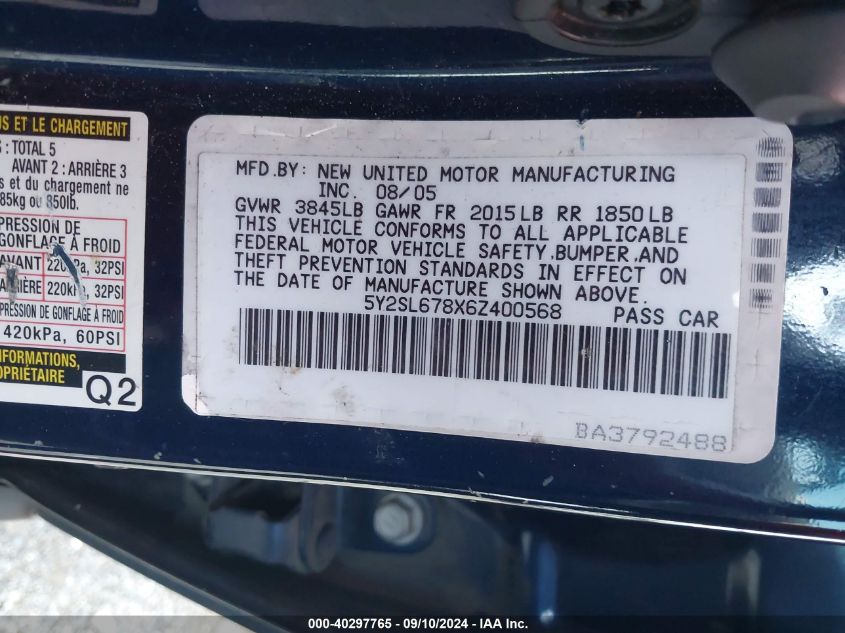 US ET LE CHARGEMENT
S : TOTAL 5
AVANT 2 : ARRIÈRE 3
s et du chargement ne
85kg ou 850lb.
PRESSION DE
GONFLAGE À FROID
AVANT 220kPa, 32PSI
ARRIÈRE 220kPa, 32PSI
PRESSION DE GONFLAGE À FROID
420kPa, 60PSI
INFORMATIONS,
PROPRIÉTAIRE
Q2
MFD.BY: NEW UNITED MOTOR MANUFACTURING
INC. 08/05
GVWR 3845LB GAWR FR 2015LB RR 1850LB
THIS VEHICLE CONFORMS TO ALL APPLICABLE
FEDERAL MOTOR VEHICLE SAFETY.BUMPER.AND
THEFT PREVENTION STANDARDS IN EFFECT ON
THE DATE OF MANUFACTURE SHOWN ABOVE.
5Y2SL678X6Z400568 PASS CAR
BA3792488
000-40297765 - 09/10/2024 - IAA Inc.